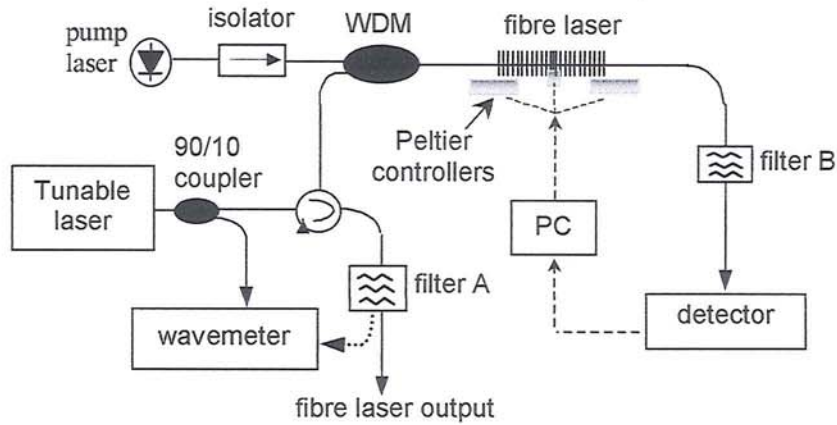 isolator
WDM
fibre laser
pump
laser
Peltier
controllers
filter B
90/10
coupler
Tunable
laser
PC
filter A
wavemeter
detector
fibre laser output